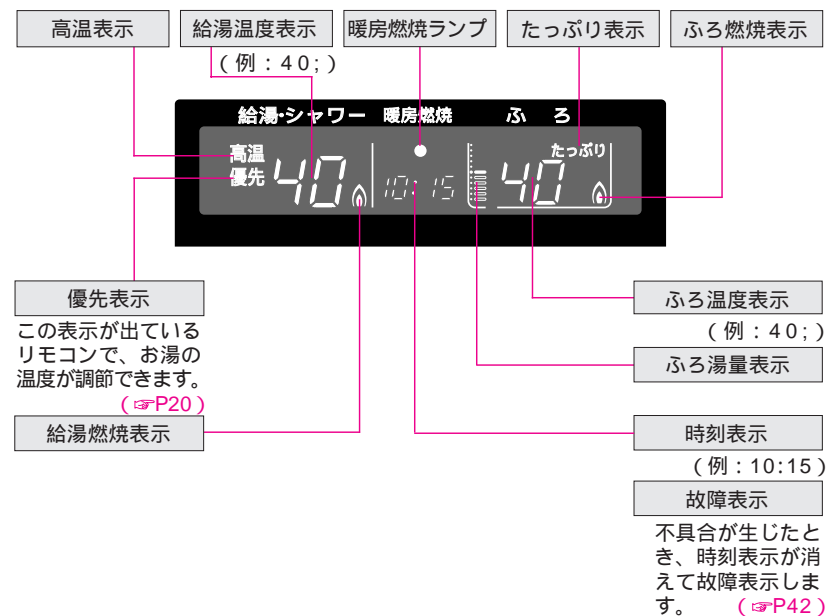 高温表示
給湯温度表示
(例:40;)
暖房燃焼ランプ
たっぷり表示
ふろ燃焼表示
給湯・シャワー 暖房燃焼 ふろ
高温
優先
40
10:15
たっぷり
40
優先表示
この表示が出ている
リモコンで、お湯の
温度が調節できます。
(☞P20)
給湯燃焼表示
ふろ温度表示
(例:40;)
ふろ湯量表示
時刻表示
(例:10:15)
故障表示
不具合が生じたと
き、時刻表示が消
えて故障表示しま
す。 (☞P42)